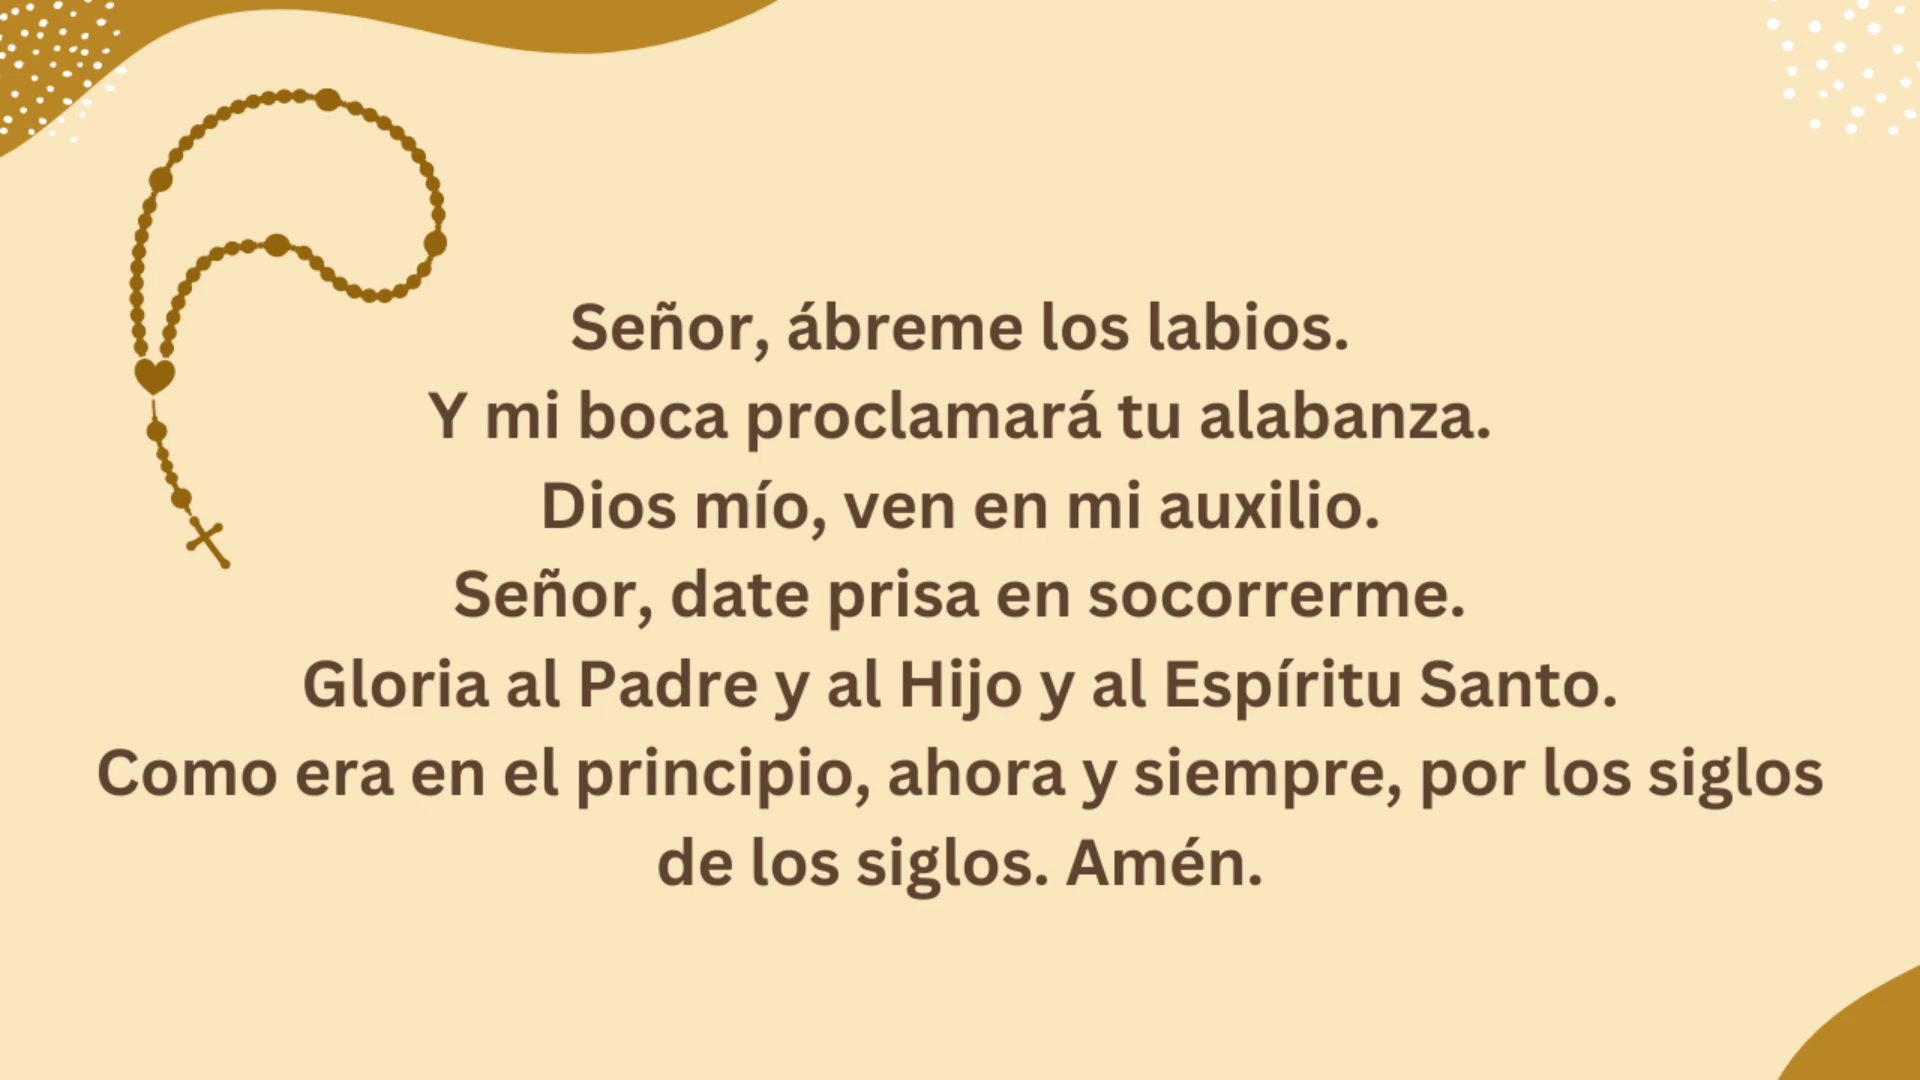 Señor, ábreme los labios.
Y mi boca proclamará tu alabanza.
Dios mío, ven en mi auxilio.
Señor, date prisa en socorrerme.
Gloria al Padre y al Hijo y al Espíritu Santo.
Como era en el principio, ahora y siempre, por los siglos
de los siglos. Amén.